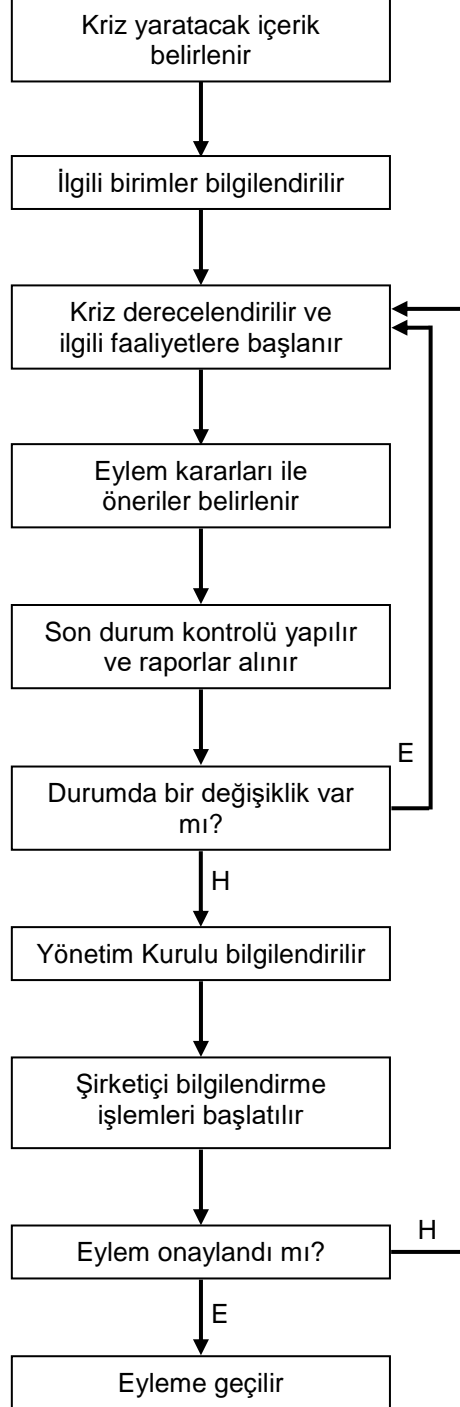 Kriz yaratacak içerik
belirlenir
İlgili birimler bilgilendirilir
Kriz derecelendirilir ve
ilgili faaliyetlere başlanır
Eylem kararları ile
öneriler belirlenir
Son durum kontrolü yapılır
ve raporlar alınır
E
Durumda bir değişiklik var
mı?
H
Yönetim Kurulu bilgilendirilir
Şirketiçi bilgilendirme
işlemleri başlatılır
H
Eylem onaylandı mı?
E
Eyleme geçilir